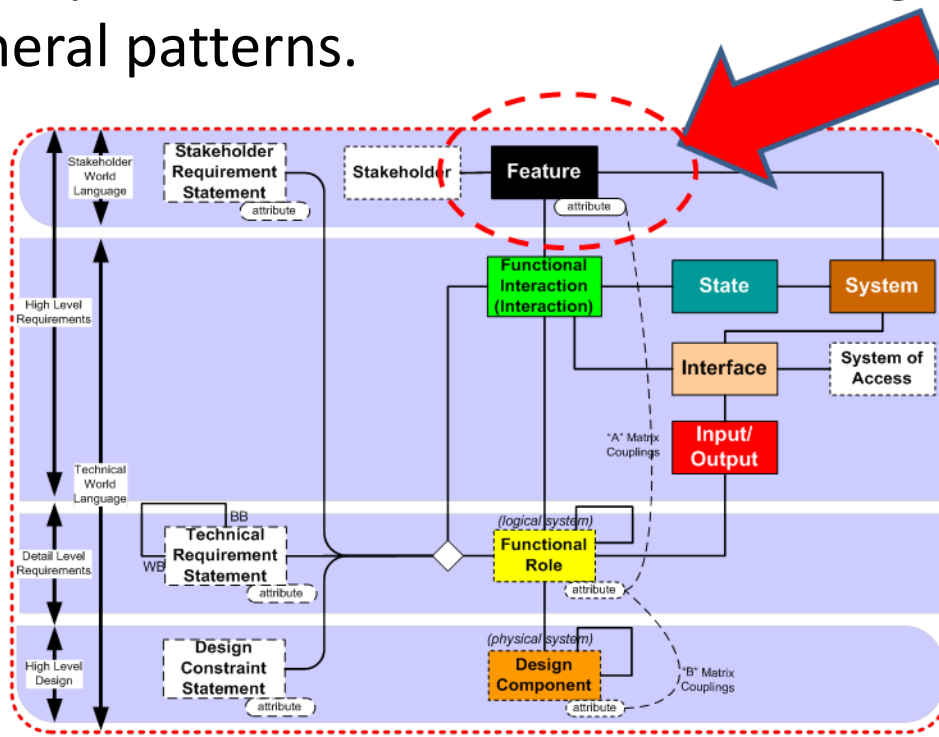 neral patterns.
Stakeholder
World
Language
Stakeholder
Requirement
Statement
attribute
Stakeholder
Feature
attribute
High Level
Requirements
Functional
Interaction
(Interaction)
State
System
Interface
System of
Access
"A" Matrix
Couplings
Input/
Output
Technical
World
Language
BB
WB
Technical
Requirement
Statement
attribute
Detail Level
Requirements
(logical system)
Functional
Role
attribute
High Level
Design
Design
Constraint
Statement
attribute
(physical system)
Design
Component
attribute
"B" Matrix
Couplings